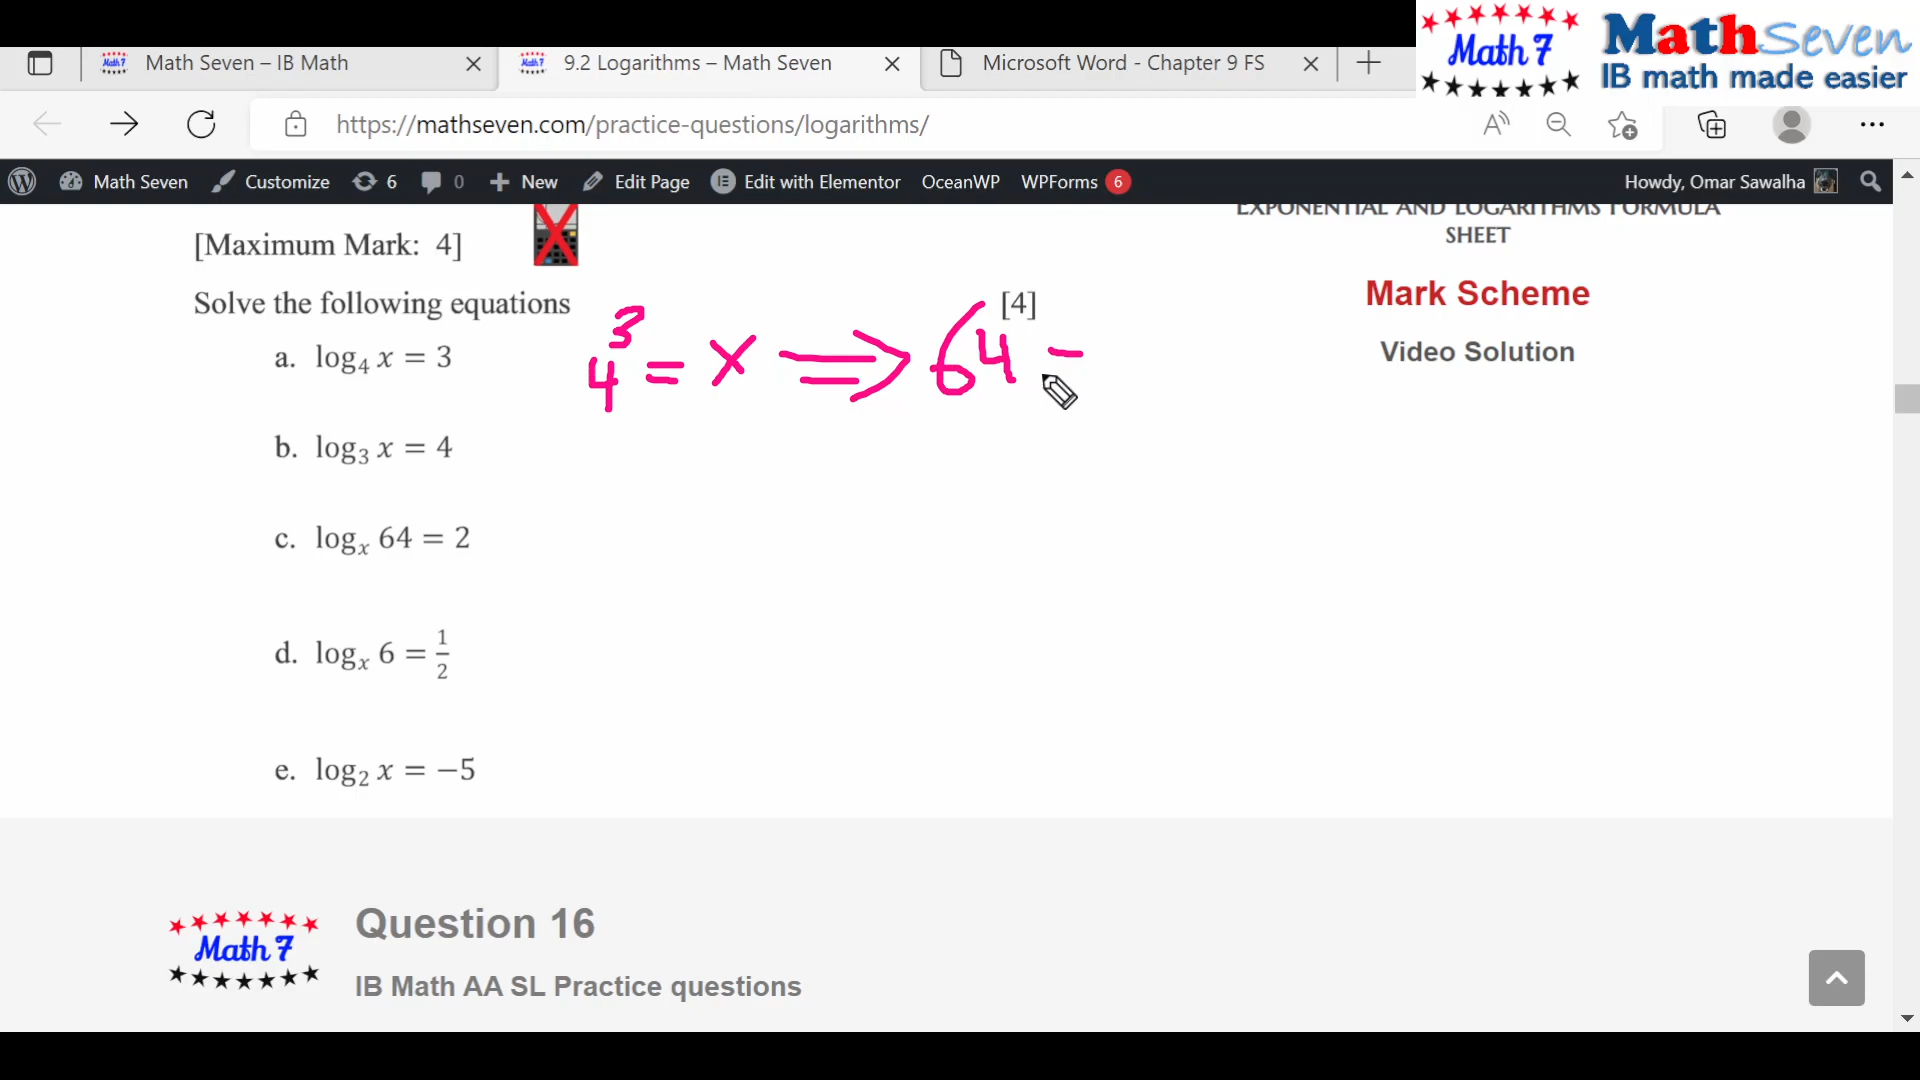 Math 7
MathSeven
IB math made easier
Math Seven – IB Math
9.2 Logarithms – Math Seven
Microsoft Word - Chapter 9 FS
https://mathseven.com/practice-questions/logarithms/
Math Seven Customize 6 0 New Edit Page Edit with Elementor OceanWP WPForms 6 Howdy, Omar Sawalha
EXPONENTIAL AND LOGARITHMS FORMULA
SHEET
Mark Scheme
Video Solution
[Maximum Mark: 4]
Solve the following equations [4]
a. log₄ x = 3
4³ = x ⟹ 64 =
b. log₃ x = 4
c. logₓ 64 = 2
d. logₓ 6 = 1/2
e. log₂ x = −5
Math 7
Question 16
IB Math AA SL Practice questions